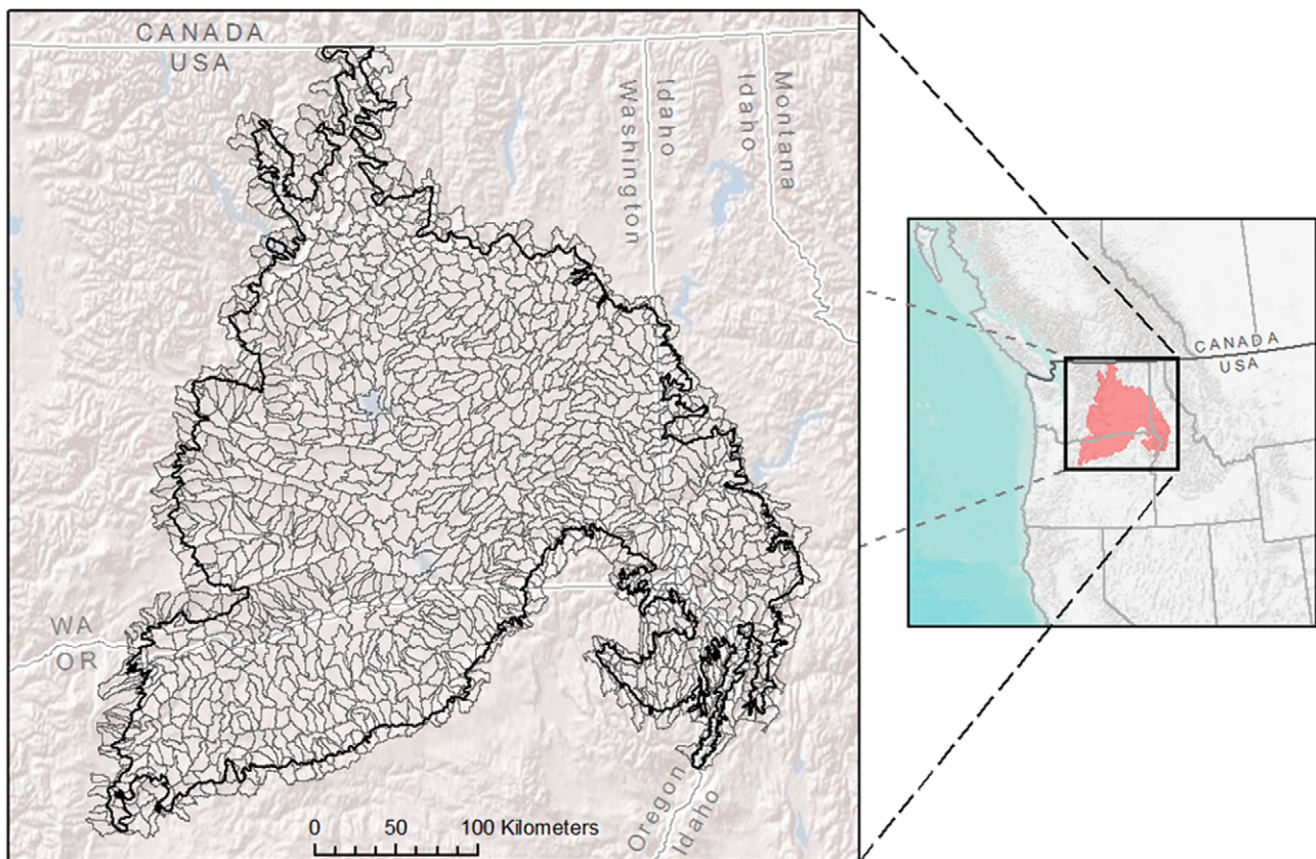 CANADA
USA
Washington
Idaho
Idaho
Montana
WA
OR
Oregon
Idaho
0 50 100 Kilometers
CANADA
USA